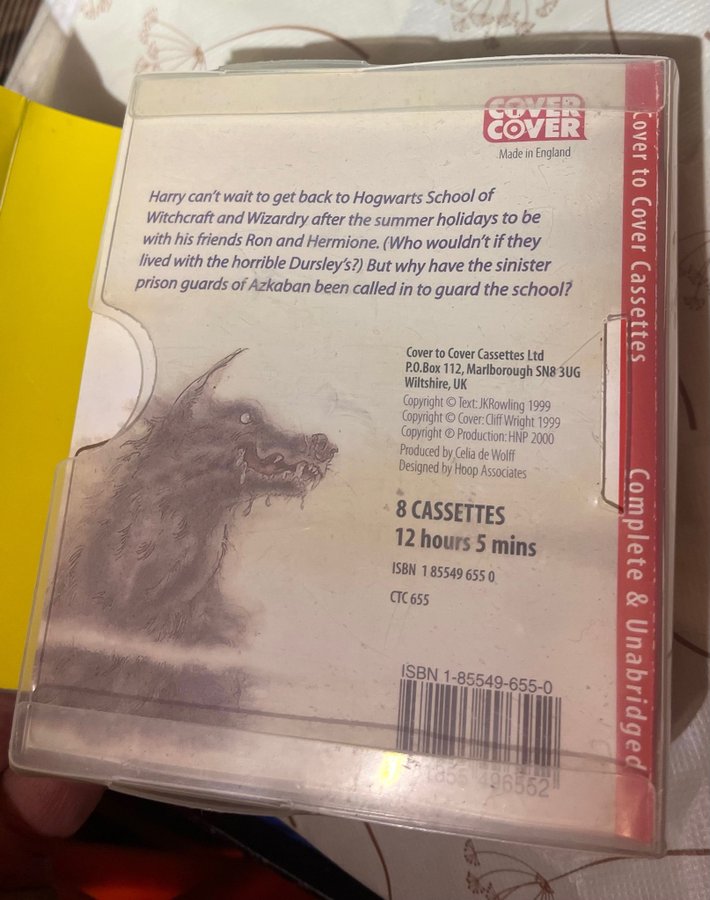 COVER
TO
COVER
Made in England
Harry can't wait to get back to Hogwarts School of
Witchcraft and Wizardry after the summer holidays to be
with his friends Ron and Hermione. (Who wouldn't if they
lived with the horrible Dursley's?) But why have the sinister
prison guards of Azkaban been called in to guard the school?
Cover to Cover Cassettes Ltd
P.O.Box 112, Marlborough SN8 3UG
Wiltshire, UK
Copyright © Text: JKRowling 1999
Copyright © Cover: Cliff Wright 1999
Copyright ℗ Production: HNP 2000
Produced by Celia de Wolff
Designed by Hoop Associates
8 CASSETTES
12 hours 5 mins
ISBN 1 85549 655 0
CTC 655
ISBN 1-85549-655-0
781855 496552
Cover to Cover Cassettes
Complete & Unabridged